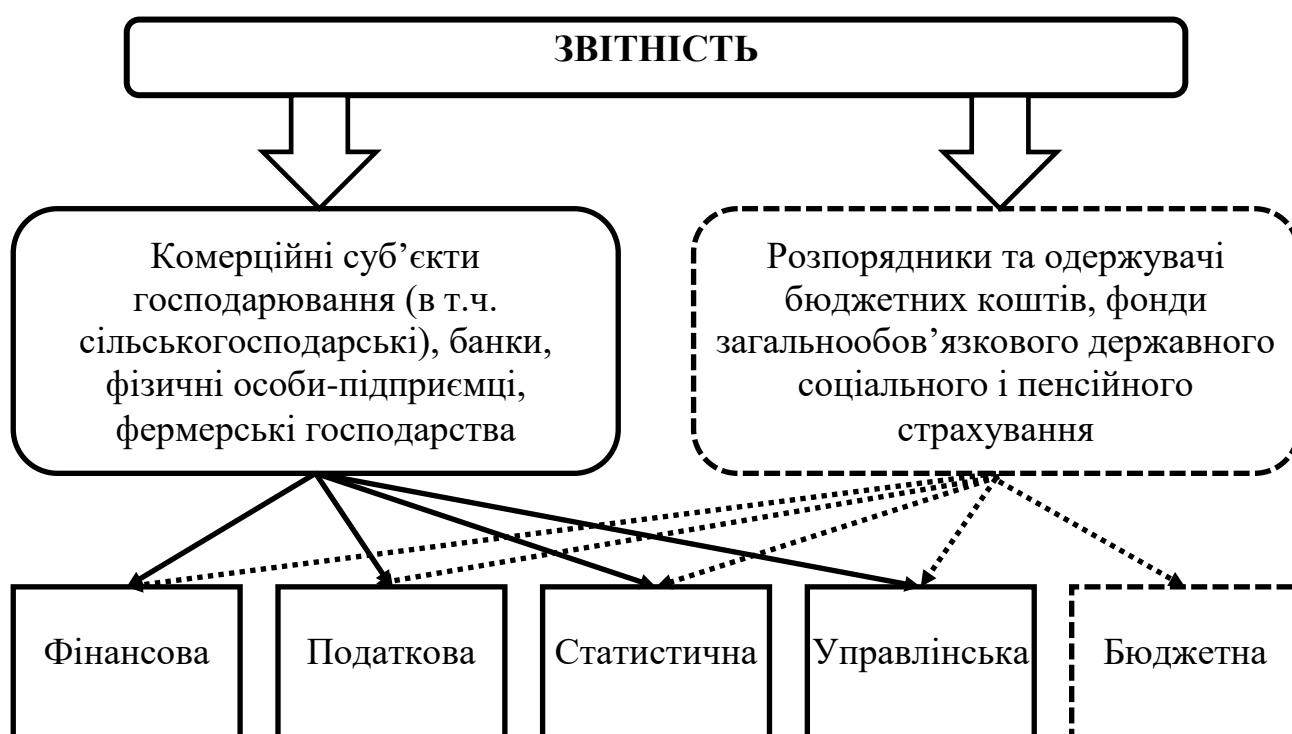 ЗВІТНІСТЬ
Комерційні суб’єкти
господарювання (в т.ч.
сільськогосподарські), банки,
фізичні особи-підприємці,
фермерські господарства
Розпорядники та одержувачі
бюджетних коштів, фонди
загальнообов’язкового державного
соціального і пенсійного
страхування
Фінансова
Податкова
Статистична
Управлінська
Бюджетна